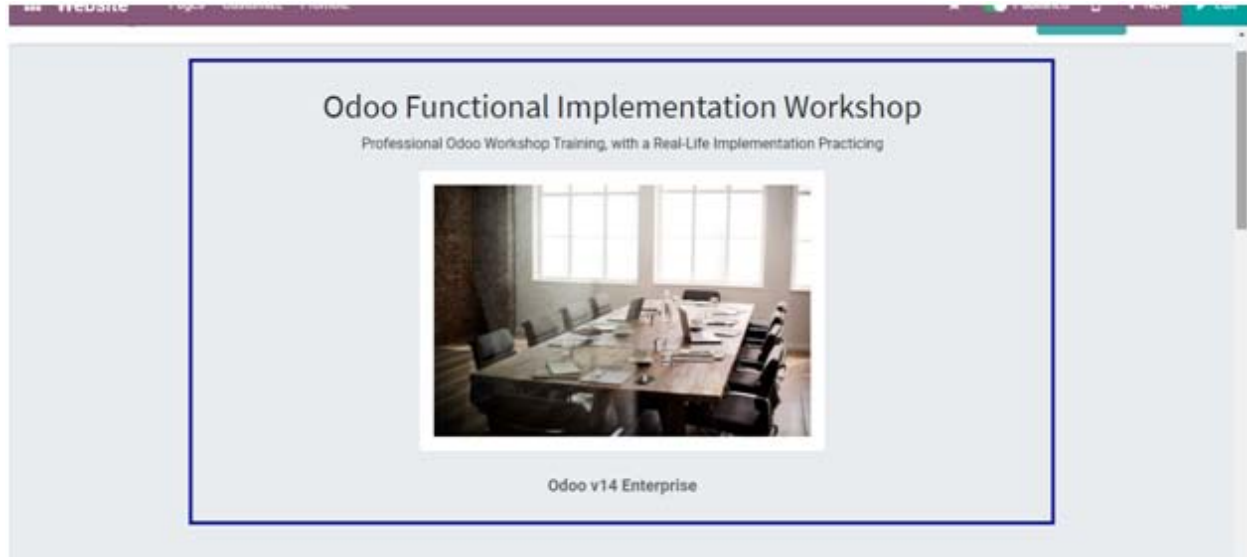 Website
Odoo Functional Implementation Workshop
Professional Odoo Workshop Training, with a Real-Life Implementation Practicing
Odoo v14 Enterprise